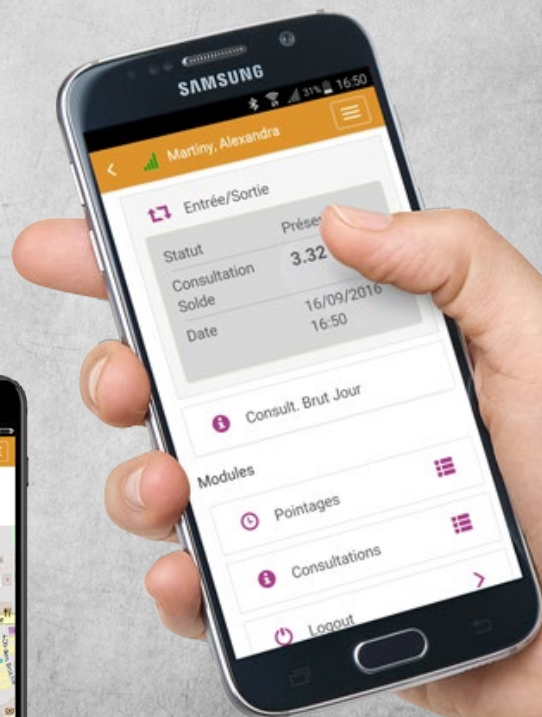 SAMSUNG
31% 16:50
Martiny, Alexandra
Entrée/Sortie
Statut
Consultation Solde 3.32
Date 16/09/2016
16:50
Consult. Brut Jour
Modules
Pointages
Consultations
Logout